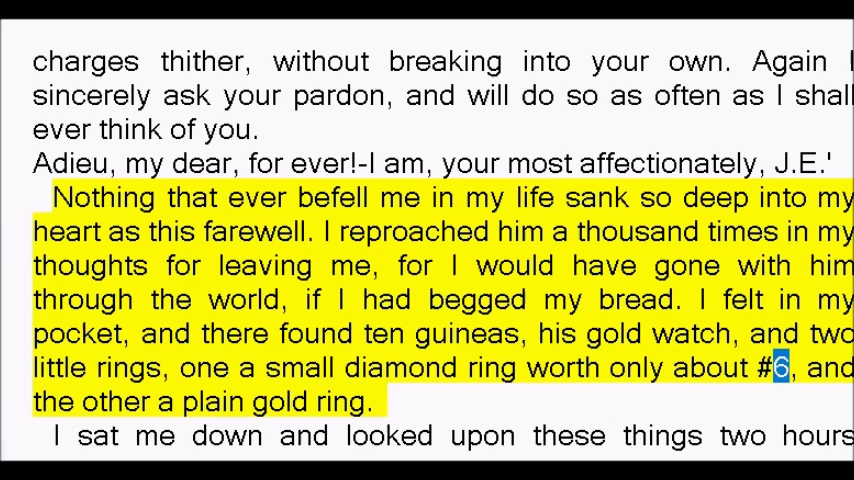 charges thither, without breaking into your own. Again I
sincerely ask your pardon, and will do so as often as I shall
ever think of you.
Adieu, my dear, for ever!-I am, your most affectionately, J.E.'
Nothing that ever befell me in my life sank so deep into my
heart as this farewell. I reproached him a thousand times in my
thoughts for leaving me, for I would have gone with him
through the world, if I had begged my bread. I felt in my
pocket, and there found ten guineas, his gold watch, and two
little rings, one a small diamond ring worth only about #6, and
the other a plain gold ring.
I sat me down and looked upon these things two hours